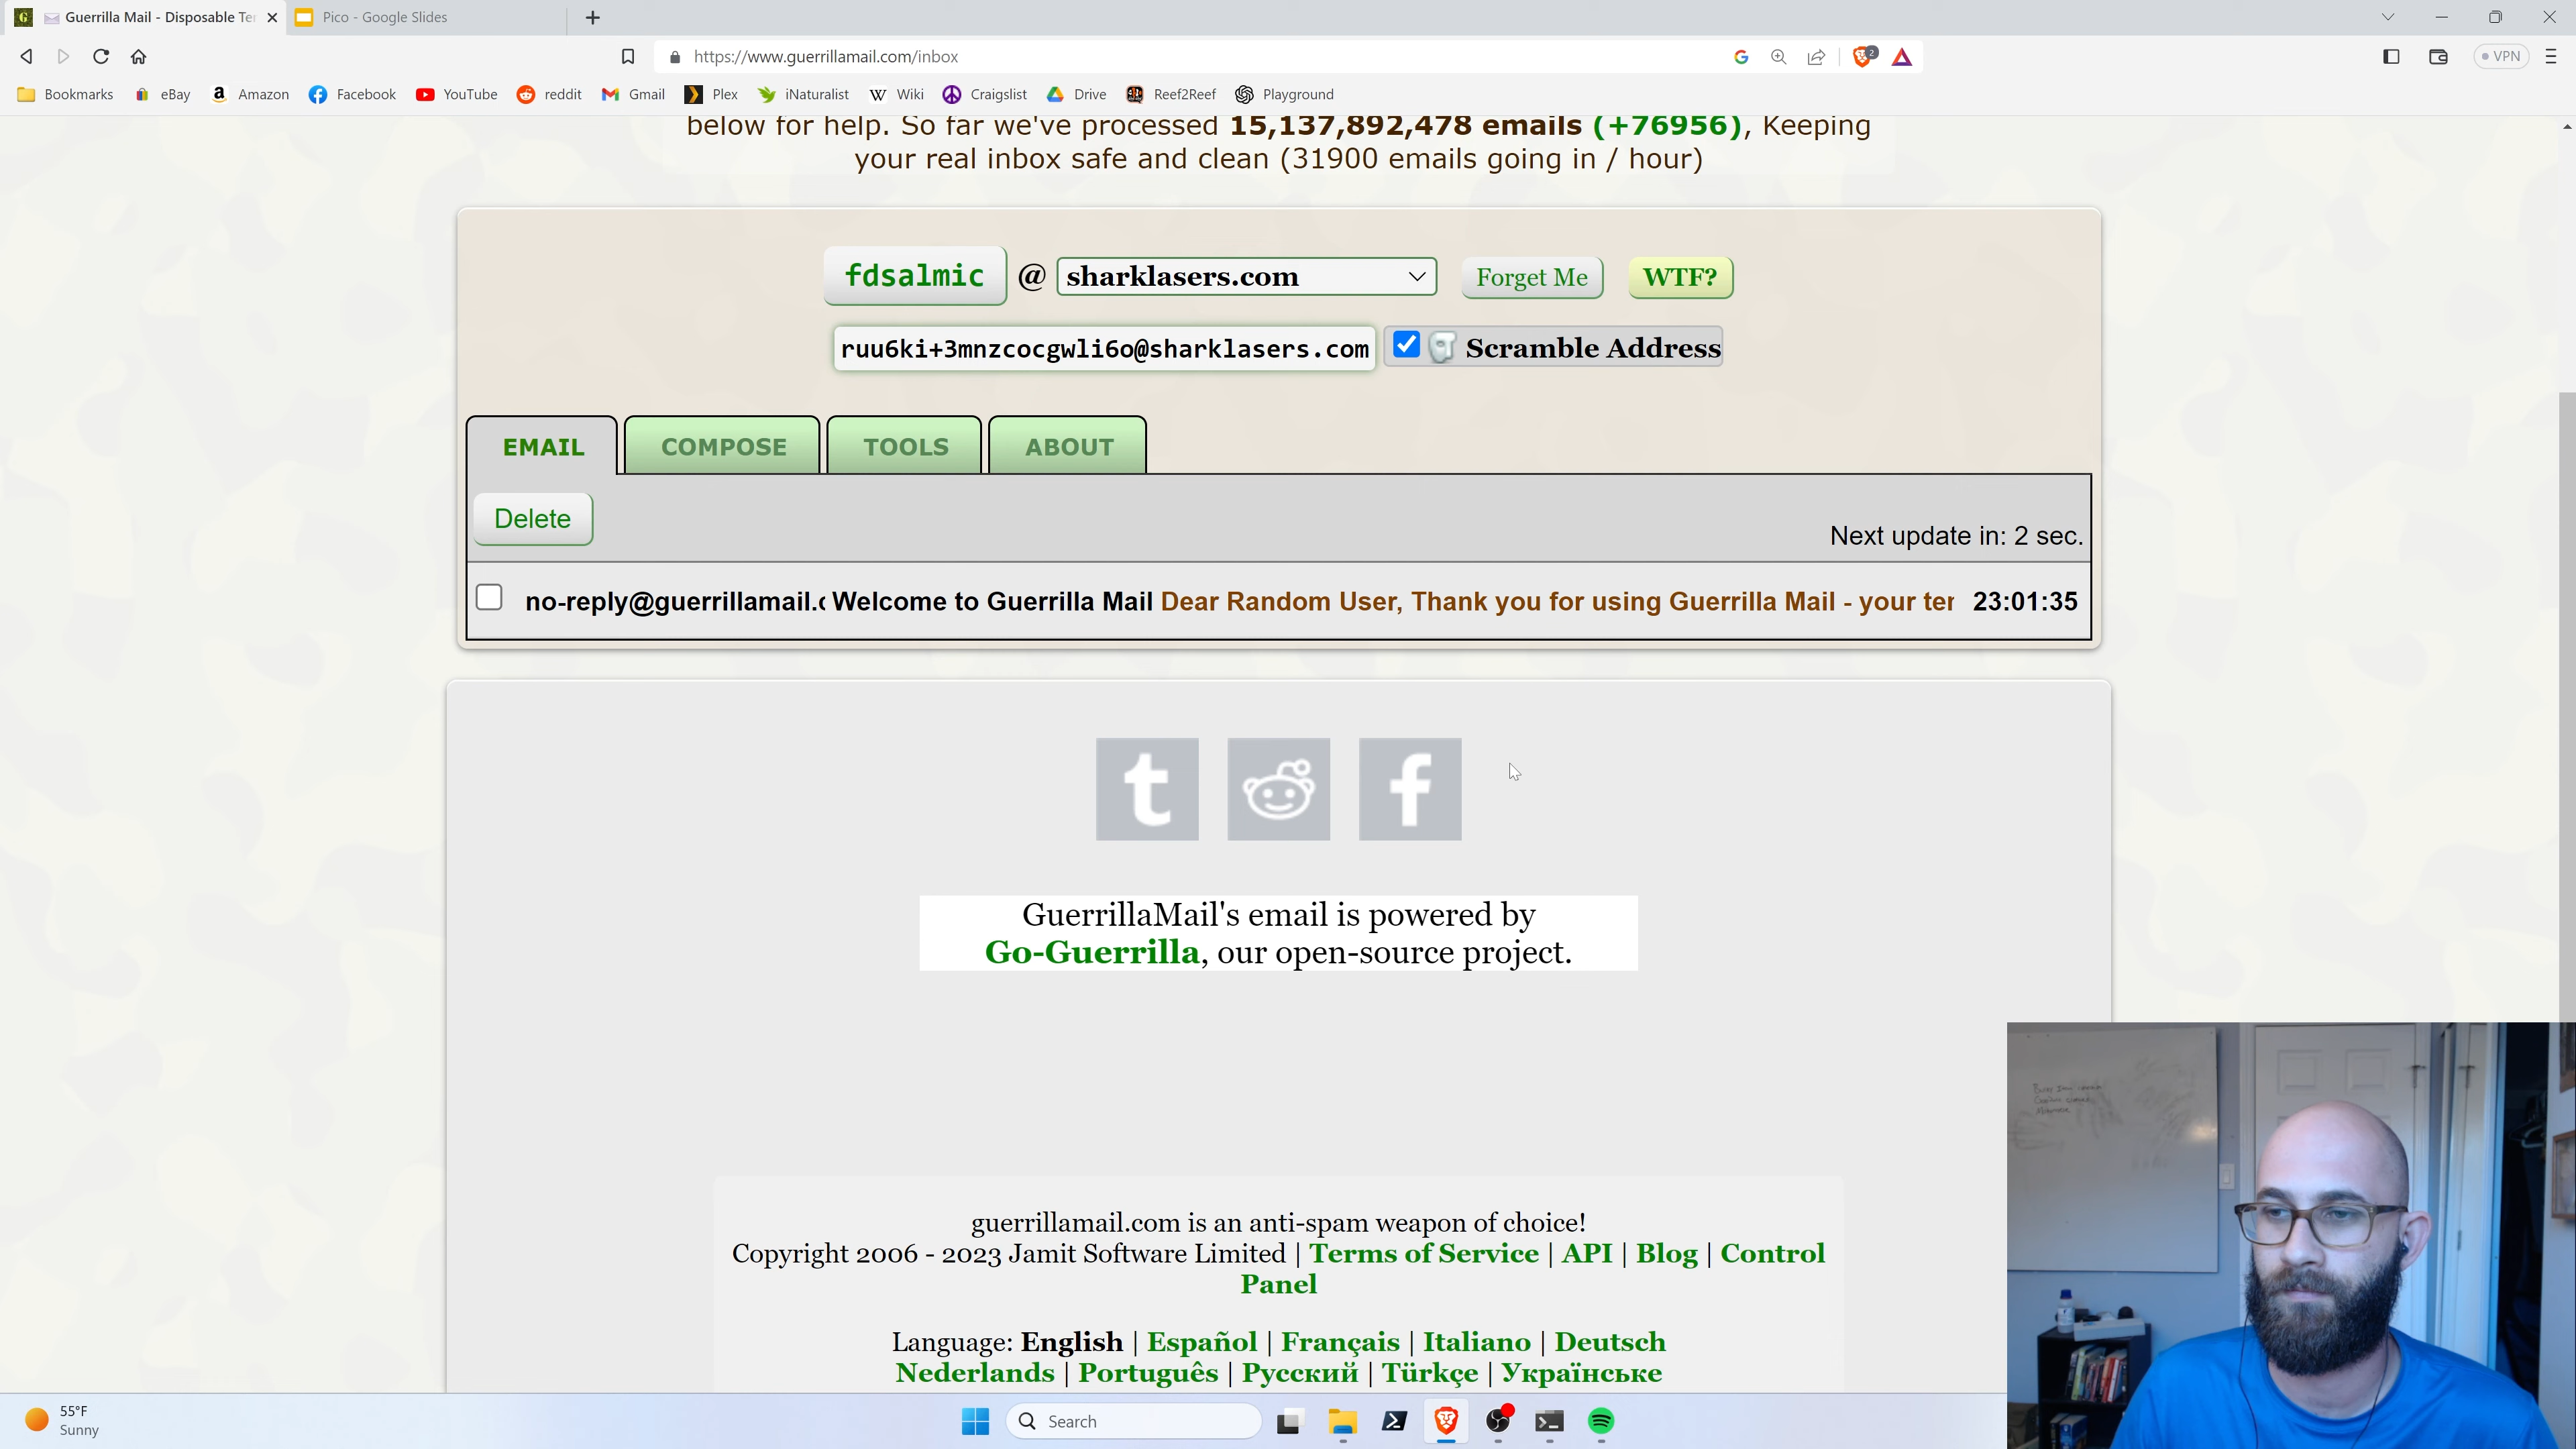 Guerrilla Mail - Disposable Te
Pico - Google Slides
https://www.guerrillamail.com/inbox
2
VPN
Bookmarks
eBay
Amazon
Facebook
YouTube
reddit
Gmail
Plex
iNaturalist
Wiki
Craigslist
Drive
Reef2Reef
Playground
below for help. So far we've processed 15,137,892,478 emails (+76956), Keeping
your real inbox safe and clean (31900 emails going in / hour)
fdsalmic @ sharklasers.com Forget Me WTF?
ruu6ki+3mnzcocgwli6o@sharklasers.com Scramble Address
EMAIL COMPOSE TOOLS ABOUT
Delete
Next update in: 2 sec.
no-reply@guerrillamail.c Welcome to Guerrilla Mail Dear Random User, Thank you for using Guerrilla Mail - your ter 23:01:35
GuerrillaMail's email is powered by
Go-Guerrilla, our open-source project.
guerrillamail.com is an anti-spam weapon of choice!
Copyright 2006 - 2023 Jamit Software Limited | Terms of Service | API | Blog | Control
Panel
Language: English | Español | Français | Italiano | Deutsch
Nederlands | Português | Русский | Türkçe | Українське
55°F
Sunny
Search